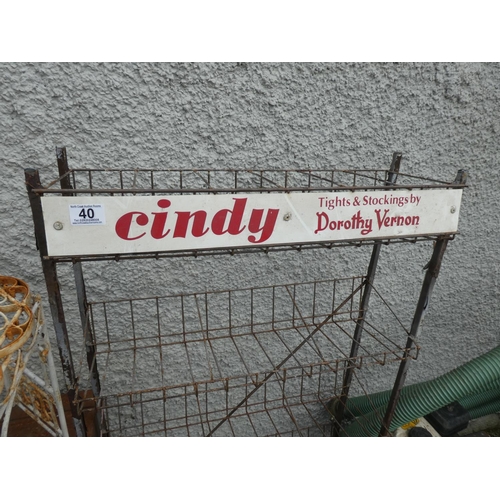 40
cindy
Tights & Stockings by
Dorothy Vernon